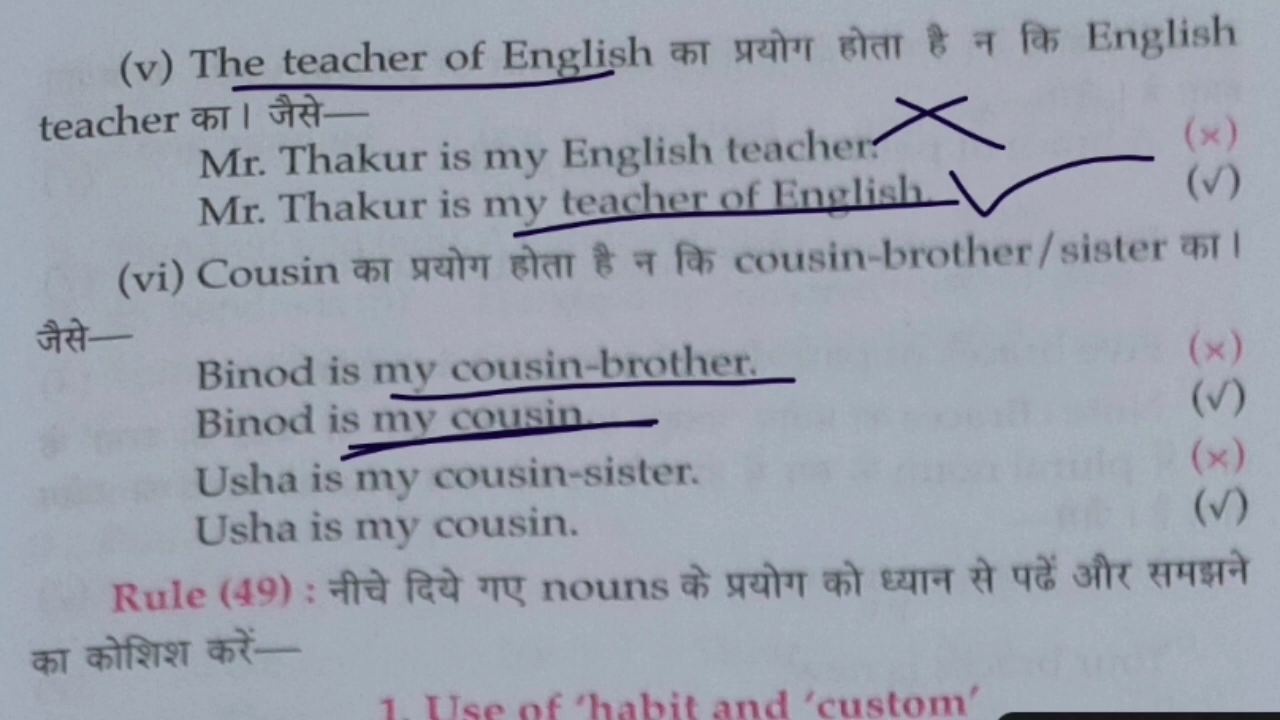 (v) The teacher of English का प्रयोग होता है न कि English
teacher का। जैसे—
Mr. Thakur is my English teacher. (×)
Mr. Thakur is my teacher of English. (√)
(vi) Cousin का प्रयोग होता है न कि cousin-brother/sister का।
जैसे—
Binod is my cousin-brother. (×)
Binod is my cousin. (√)
Usha is my cousin-sister. (×)
Usha is my cousin. (√)
Rule (49) : नीचे दिये गए nouns के प्रयोग को ध्यान से पढें और समझने
का कोशिश करें—
1. Use of 'habit and 'custom'